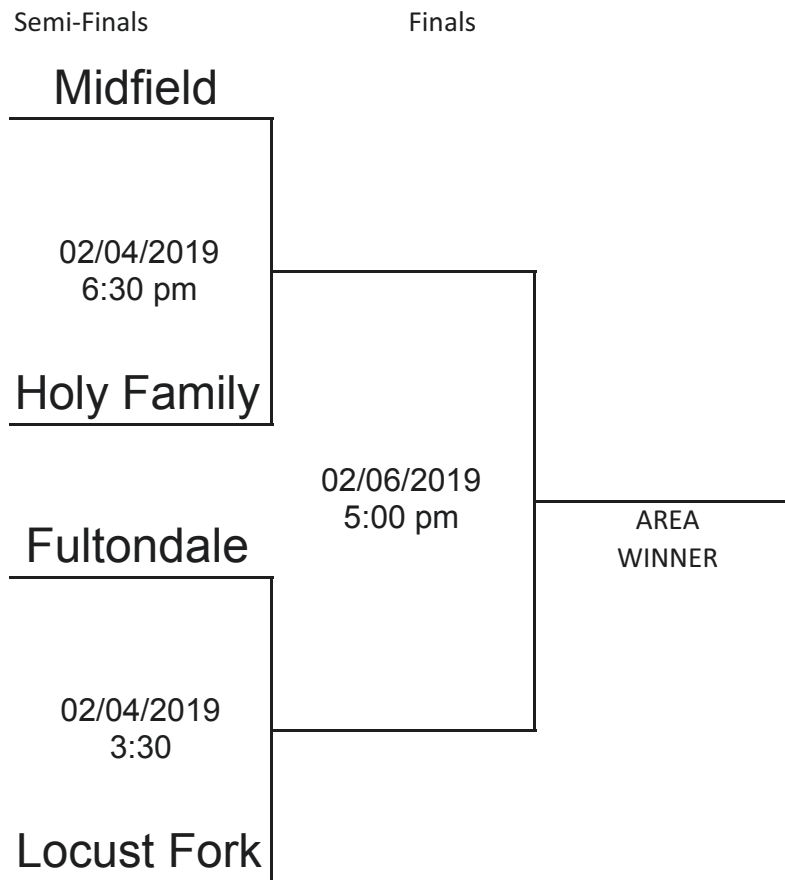 Semi-Finals
Finals
Midfield
02/04/2019
6:30 pm
Holy Family
02/06/2019
5:00 pm
AREA
WINNER
Fultondale
02/04/2019
3:30
Locust Fork